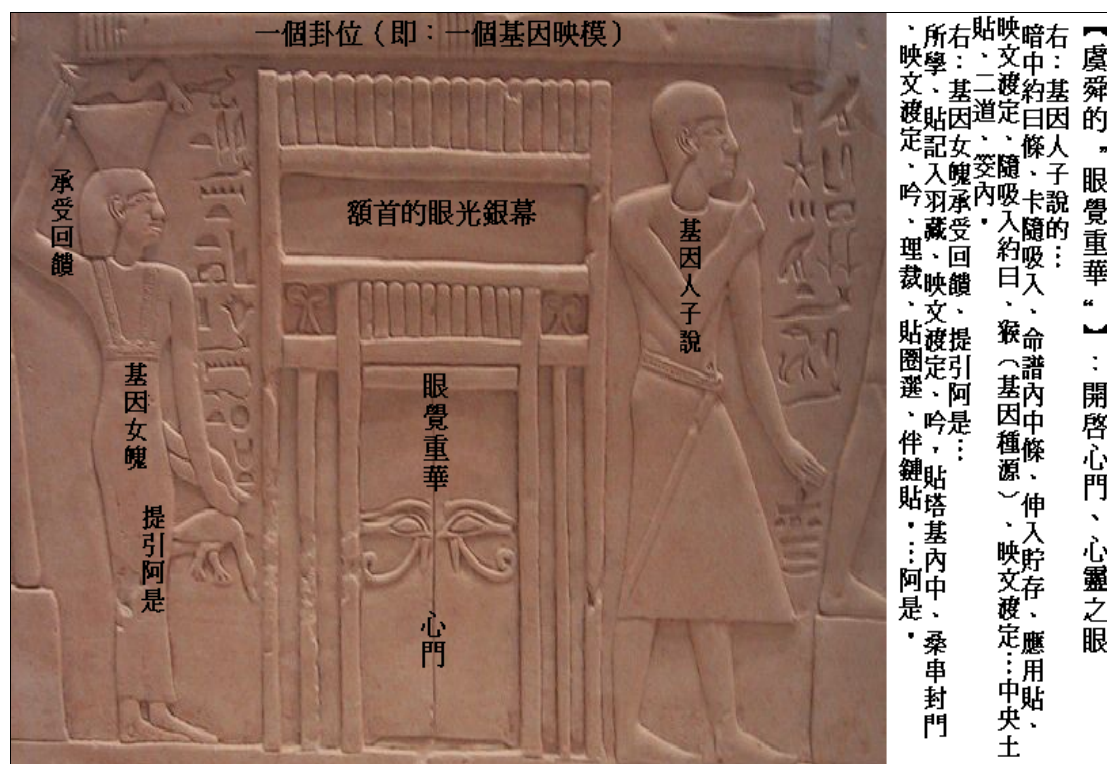 【虞舜的〞眼覺重華〝】：開啓心門、心靈之眼
右：基因人子說的…
暗中約曰條、卡隨吸入、命譜內中條、伸入貯存、應用貼、
映文渡定、隨吸入約曰、猴（基因種源）、映文渡定…中央土
貼、二道、筊內。
右：基因女媿承受回饋、提引阿是…
所學、貼記入羽藏、映文渡定、吟，貼塔基內中、桑串封門
、映文渡定、吟、理裁、貼圈選、伴鏈貼。…阿是。
一個卦位（即：一個基因映模）
額首的眼光銀幕
基因人子說
眼覺重華
心門
承受回饋
基因女媿
提引阿是